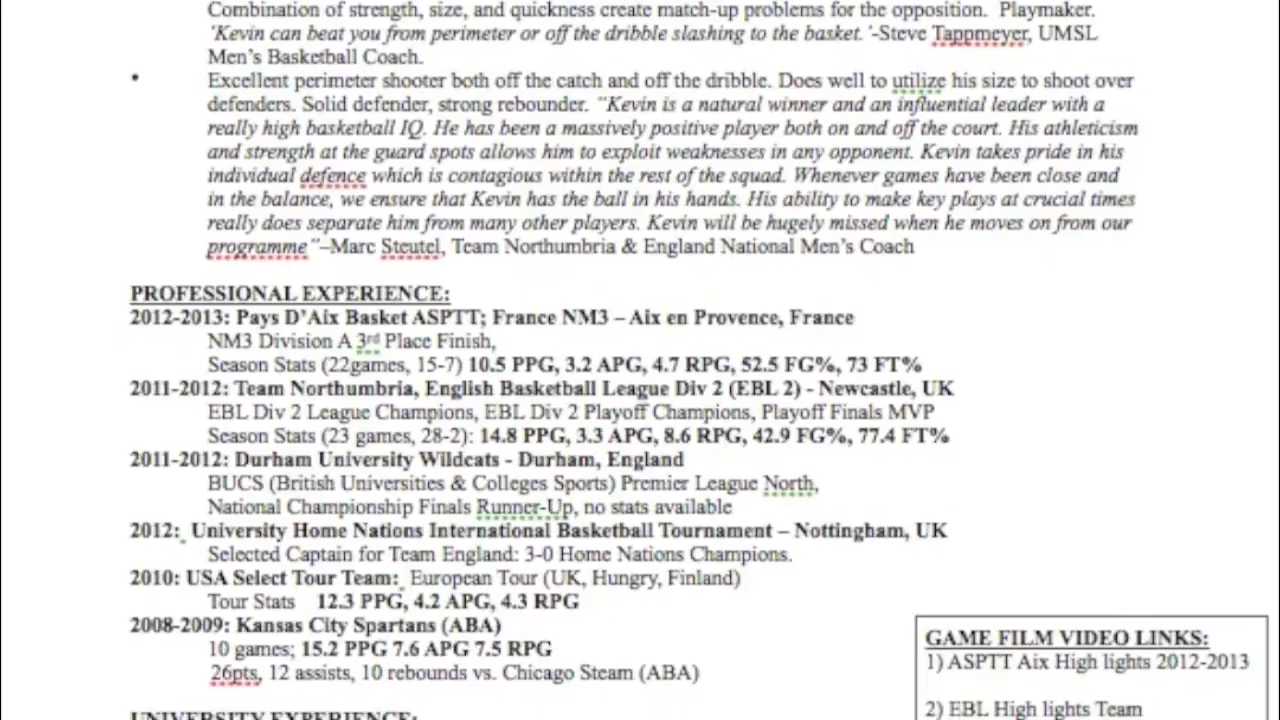 Combination of strength, size, and quickness create match-up problems for the opposition. Playmaker.
'Kevin can beat you from perimeter or off the dribble slashing to the basket.'-Steve Tappmeyer, UMSL
Men's Basketball Coach.
• Excellent perimeter shooter both off the catch and off the dribble. Does well to utilize his size to shoot over
defenders. Solid defender, strong rebounder. "Kevin is a natural winner and an influential leader with a
really high basketball IQ. He has been a massively positive player both on and off the court. His athleticism
and strength at the guard spots allows him to exploit weaknesses in any opponent. Kevin takes pride in his
individual defence which is contagious within the rest of the squad. Whenever games have been close and
in the balance, we ensure that Kevin has the ball in his hands. His ability to make key plays at crucial times
really does separate him from many other players. Kevin will be hugely missed when he moves on from our
programme"–Marc Steutel, Team Northumbria & England National Men's Coach
PROFESSIONAL EXPERIENCE:
2012-2013: Pays D'Aix Basket ASPTT; France NM3 – Aix en Provence, France
NM3 Division A 3rd Place Finish,
Season Stats (22games, 15-7) 10.5 PPG, 3.2 APG, 4.7 RPG, 52.5 FG%, 73 FT%
2011-2012: Team Northumbria, English Basketball League Div 2 (EBL 2) - Newcastle, UK
EBL Div 2 League Champions, EBL Div 2 Playoff Champions, Playoff Finals MVP
Season Stats (23 games, 28-2): 14.8 PPG, 3.3 APG, 8.6 RPG, 42.9 FG%, 77.4 FT%
2011-2012: Durham University Wildcats - Durham, England
BUCS (British Universities & Colleges Sports) Premier League North,
National Championship Finals Runner-Up, no stats available
2012: University Home Nations International Basketball Tournament – Nottingham, UK
Selected Captain for Team England: 3-0 Home Nations Champions.
2010: USA Select Tour Team: European Tour (UK, Hungry, Finland)
Tour Stats 12.3 PPG, 4.2 APG, 4.3 RPG
2008-2009: Kansas City Spartans (ABA)
10 games; 15.2 PPG 7.6 APG 7.5 RPG
26pts, 12 assists, 10 rebounds vs. Chicago Steam (ABA)
UNIVERSITY EXPERIENCE:
GAME FILM VIDEO LINKS:
1) ASPTT Aix High lights 2012-2013
2) EBL High lights Team